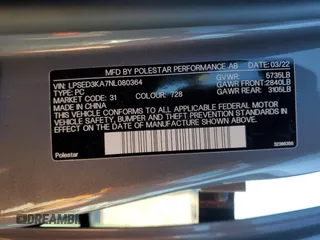 MFD BY POLESTAR PERFORMANCE AB 03/22
VIN: LPSED3KA7NL080364 GVWR: 5735LB
TYPE: PC GAWR FRONT: 2840LB
MARKET CODE: 31 COLOUR: 728 GAWR REAR: 3105LB
MADE IN CHINA
THIS VEHICLE CONFORMS TO ALL APPLICABLE FEDERAL MOTOR
VEHICLE SAFETY, BUMPER, AND THEFT PREVENTION STANDARDS
IN EFFECT ON THE DATE OF MANUFACTURE SHOWN ABOVE.
Polestar
DREAMBI